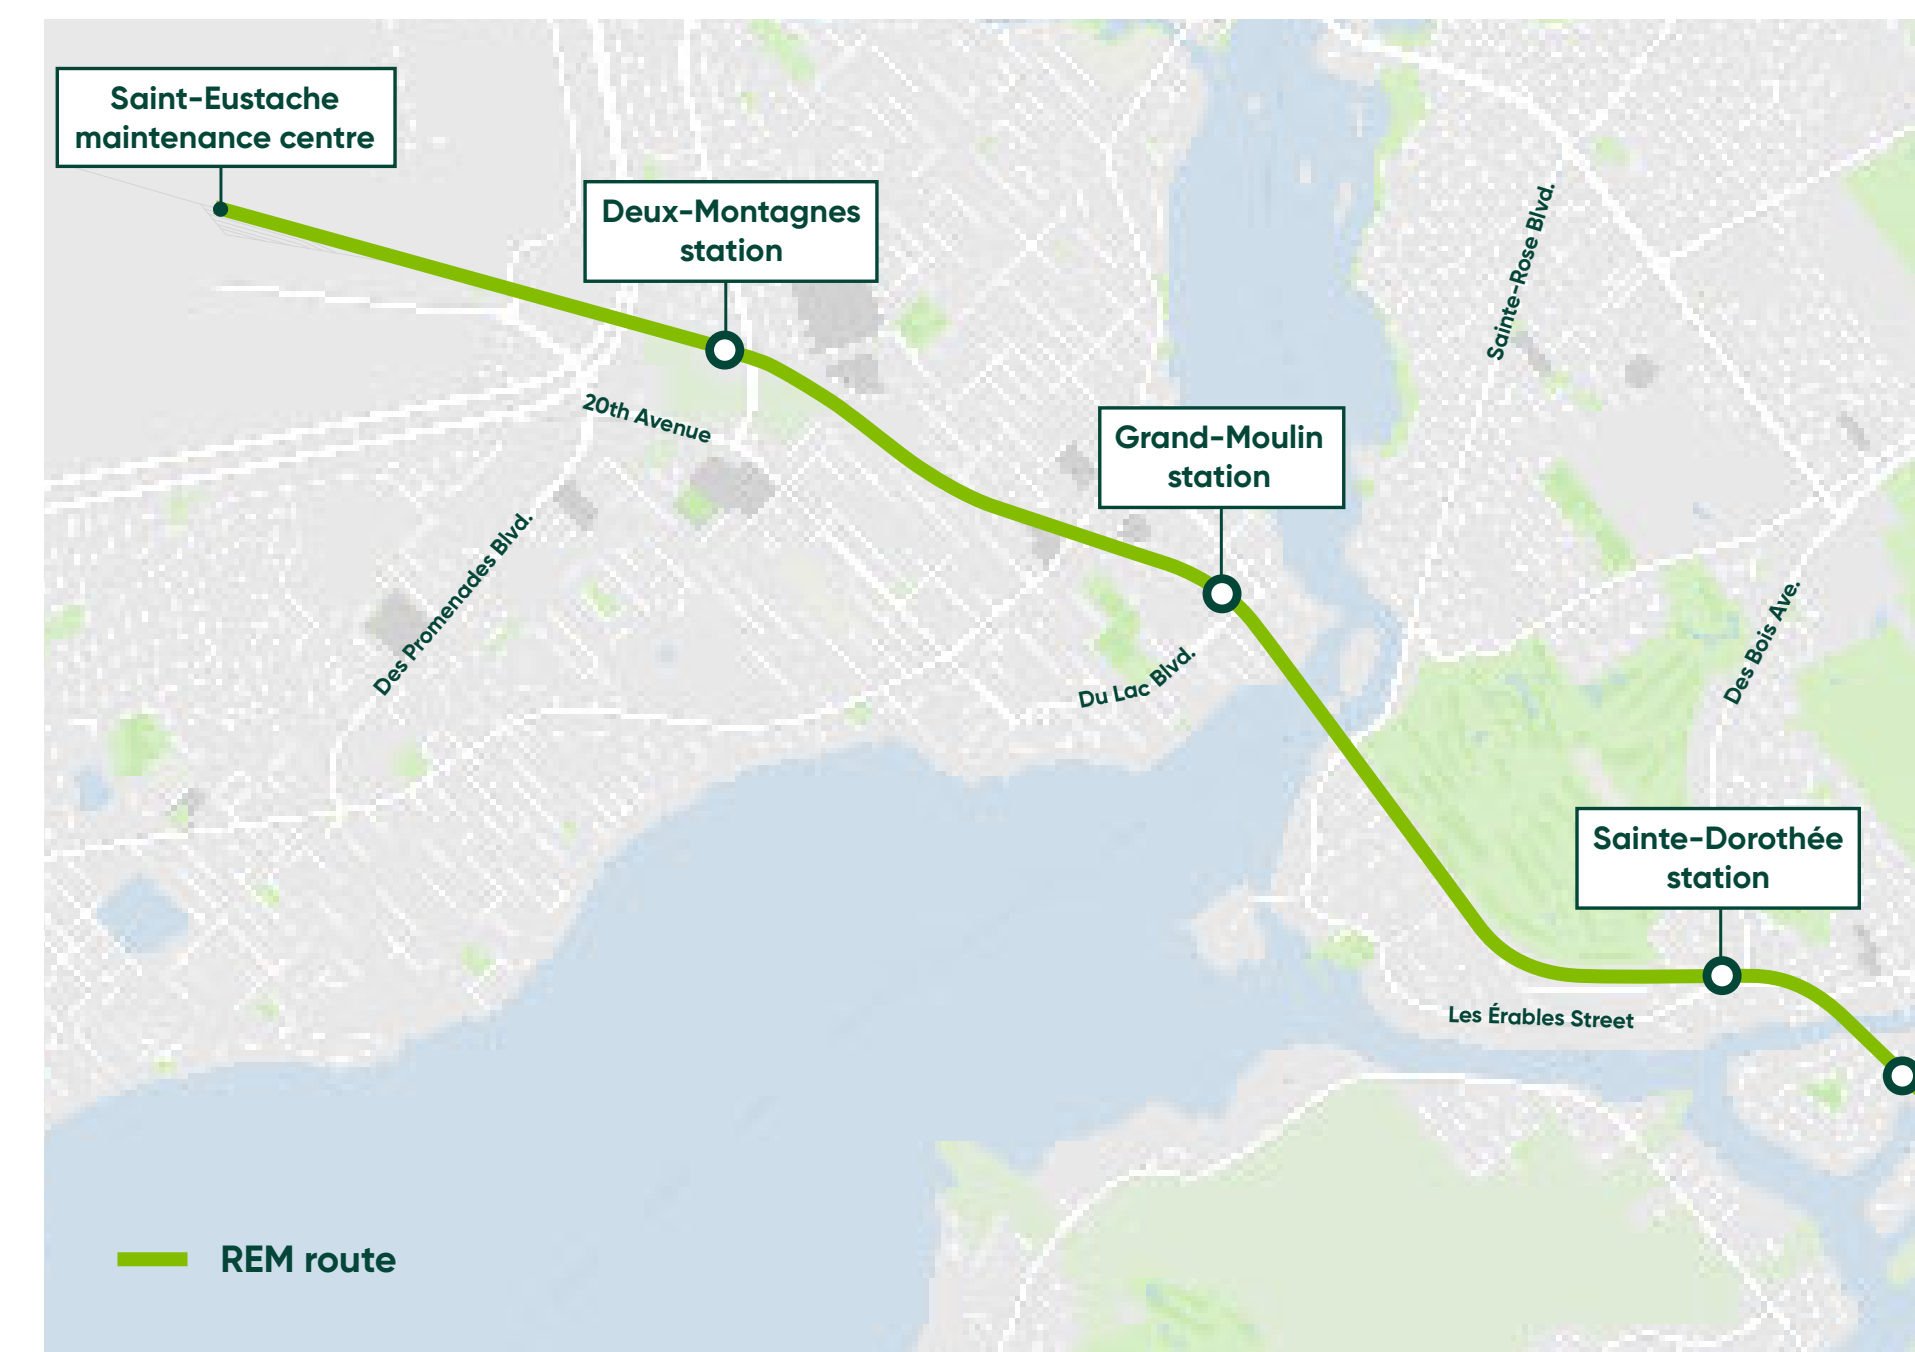 Saint-Eustache
maintenance centre
Deux-Montagnes
station
Sainte-Rose Blvd.
20th Avenue
Grand-Moulin
station
Des Promenades Blvd.
Des Bois Ave.
Du Lac Blvd.
Sainte-Dorothée
station
Les Érables Street
REM route